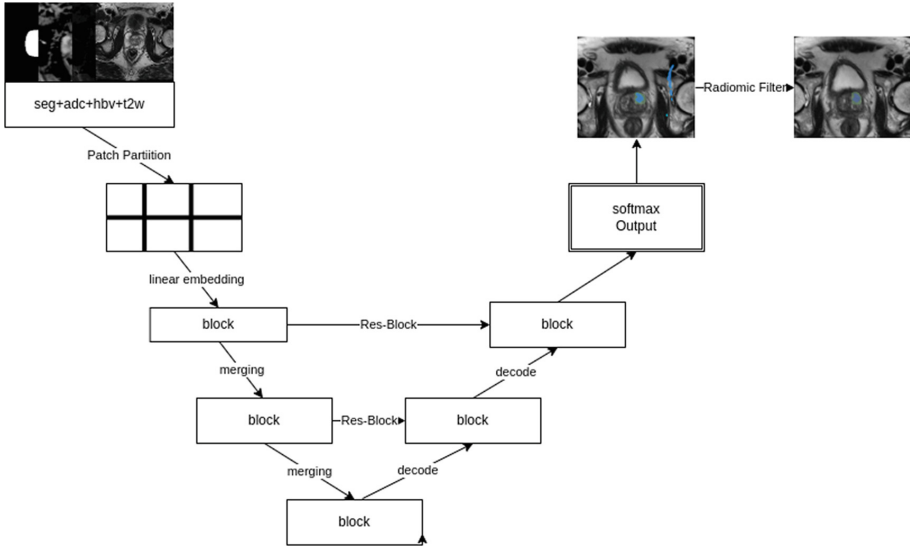 seg+adc+hbv+t2w
Patch Partiition
linear embedding
block
Res-Block
block
merging
decode
block
Res-Block
block
merging
decode
block
softmax
Output
Radiomic Filter